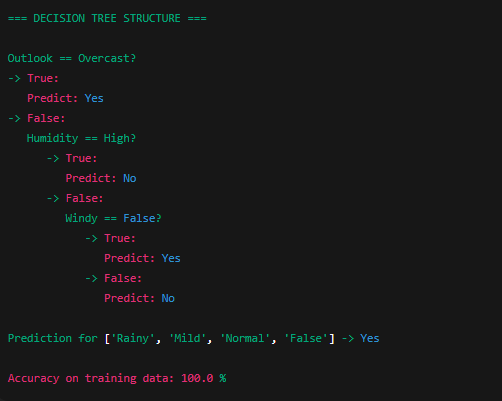 === DECISION TREE STRUCTURE ===
Outlook == Overcast?
-> True:
Predict: Yes
-> False:
Humidity == High?
-> True:
Predict: No
-> False:
Windy == False?
-> True:
Predict: Yes
-> False:
Predict: No
Prediction for ['Rainy', 'Mild', 'Normal', 'False'] -> Yes
Accuracy on training data: 100.0 %